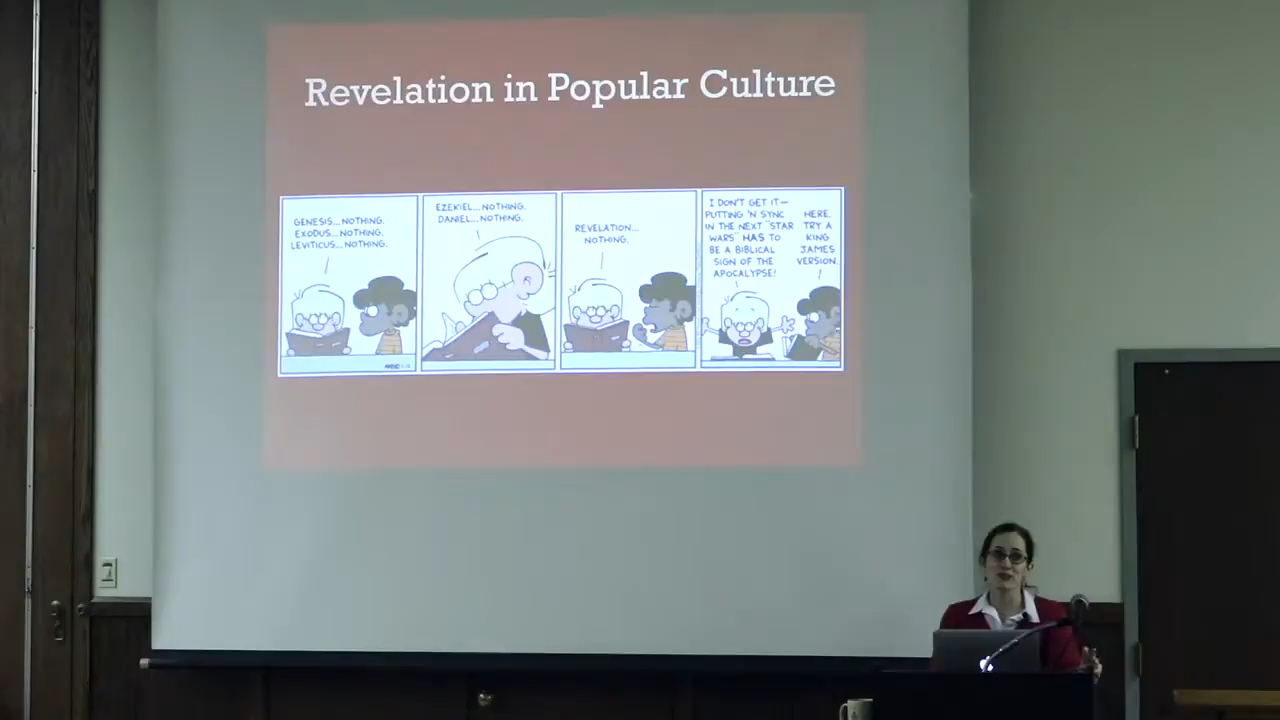 Revelation in Popular Culture
GENESIS...NOTHING.
EXODUS...NOTHING.
LEVITICUS...NOTHING.
EZEKIEL...NOTHING.
DANIEL...NOTHING.
REVELATION...
NOTHING.
I DON'T GET IT—
PUTTING 'N SYNC
IN THE NEXT "STAR
WARS" HAS TO
BE A BIBLICAL
SIGN OF THE
APOCALYPSE!
HERE.
TRY A
KING
JAMES
VERSION.